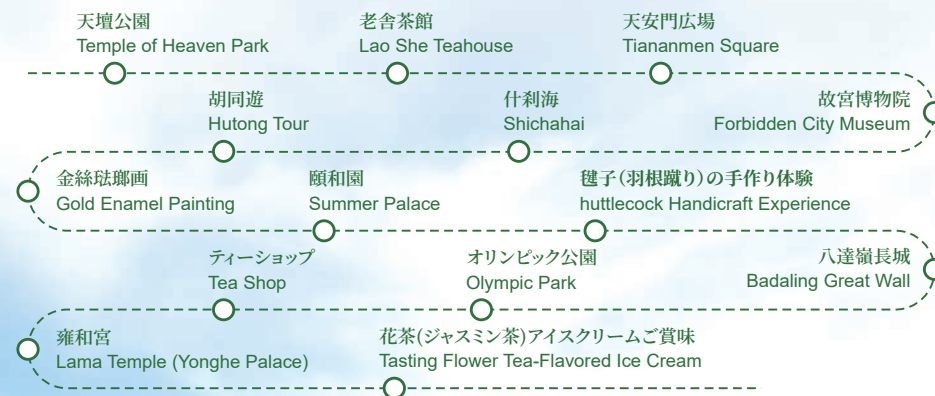 天壇公園
Temple of Heaven Park
老舎茶館
Lao She Teahouse
天安門広場
Tiananmen Square
故宮博物院
Forbidden City Museum
什刹海
Shichahai
胡同遊
Hutong Tour
金絲琺瑯画
Gold Enamel Painting
頤和園
Summer Palace
毽子(羽根蹴り)の手作り体験
huttlecock Handicraft Experience
八達嶺長城
Badaling Great Wall
オリンピック公園
Olympic Park
ティーショップ
Tea Shop
雍和宮
Lama Temple (Yonghe Palace)
花茶(ジャスミン茶)アイスクリームご賞味
Tasting Flower Tea-Flavored Ice Cream